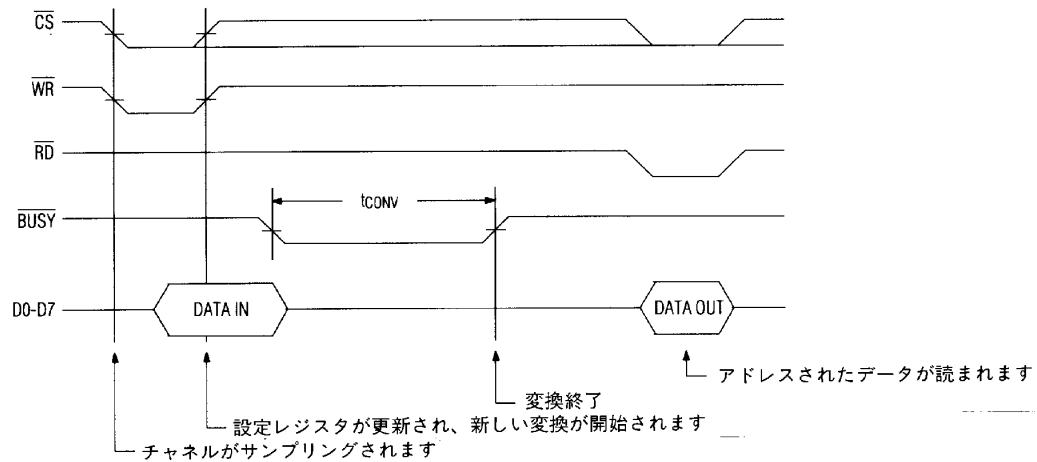 CS
WR
RD
BUSY
tCONV
D0-D7
DATA IN
DATA OUT
アドレスされたデータが読まれます
変換終了
設定レジスタが更新され、新しい変換が開始されます
チャネルがサンプリングされます